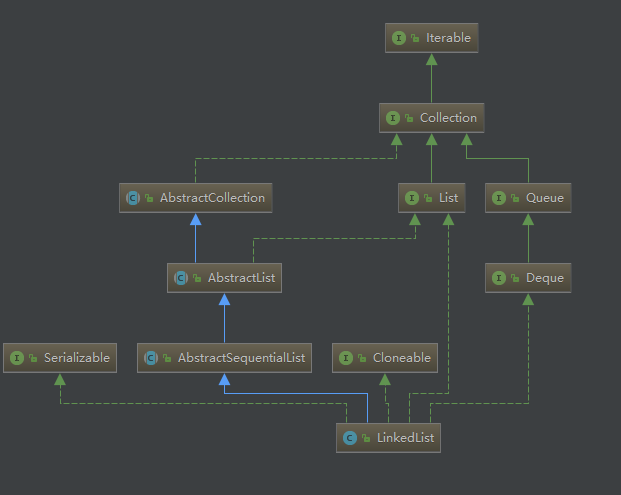 I Iterable
I Collection
C AbstractCollection
I List
I Queue
C AbstractList
I Deque
I Serializable
C AbstractSequentialList
I Cloneable
C LinkedList